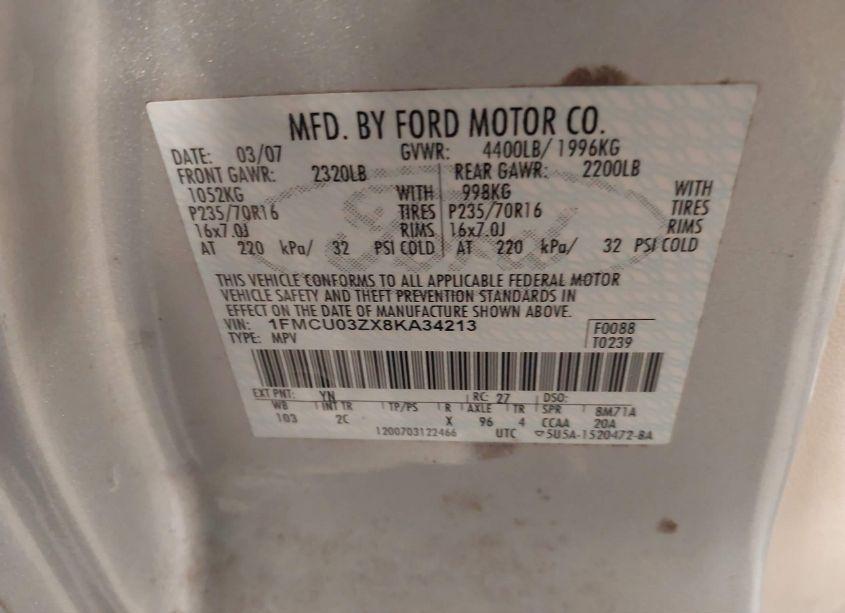 MFD. BY FORD MOTOR CO.
DATE: 03/07 GVWR: 4400LB/ 1996KG
FRONT GAWR: 2320LB REAR GAWR: 2200LB
1052KG WITH 998KG WITH
P235/70R16 TIRES P235/70R16 TIRES
16x7.0J RIMS 16x7.0J RIMS
AT 220 kPa/ 32 PSI COLD AT 220 kPa/ 32 PSI COLD
THIS VEHICLE CONFORMS TO ALL APPLICABLE FEDERAL MOTOR
VEHICLE SAFETY AND THEFT PREVENTION STANDARDS IN
EFFECT ON THE DATE OF MANUFACTURE SHOWN ABOVE.
VIN: 1FMCU03ZX8KA34213 F0088
TYPE: MPV T0239
EXT PNT: YN RC: 27 DSO:
WB INT TR TP/PS R AXLE TR SPR 8M71A
103 2C X 96 4 CCAA 20A
1200703122466 UTC 5U5A-1520472-BA